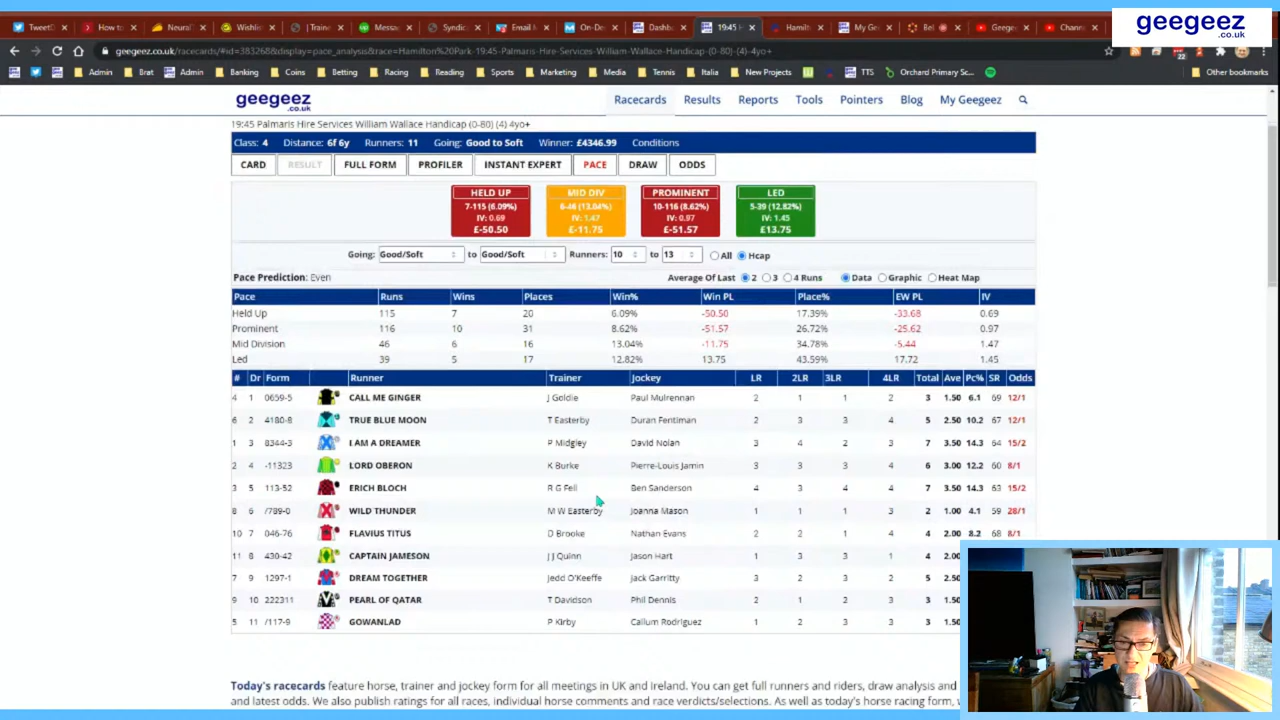 TweetD
How to
Neural
Wishlis
[Traine
Messag
Syndic
Email M
On-De
Dashb
19:45 H
Hamilt
My Ge
Bel
Geegee
Chann
geegeez
.co.uk
geegeez.co.uk/racecards/#id=383268&display=pace_analysis&race=Hamilton%20Park-19:45-Palmaris-Hire-Services-William-Wallace-Handicap-(0-80)-(4)-4yo+
22
Admin Brat Admin Banking Coins Betting Racing Reading Sports Marketing Media Tennis Italia New Projects TTS Orchard Primary Sc... Other bookmarks
geegeez .co.uk Racecards Results Reports Tools Pointers Blog My Geegeez
19:45 Palmaris Hire Services William Wallace Handicap (0-80) (4) 4yo+
Class: 4 Distance: 6f 6y Runners: 11 Going: Good to Soft Winner: £4346.99 Conditions
CARD RESULT FULL FORM PROFILER INSTANT EXPERT PACE DRAW ODDS
HELD UP MID DIV PROMINENT LED
7-115 (6.09%) 6-46 (13.04%) 10-116 (8.62%) 5-39 (12.82%)
IV: 0.69 IV: 1.47 IV: 0.97 IV: 1.45
£-50.50 £-11.75 £-51.57 £13.75
Going: Good/Soft to Good/Soft Runners: 10 to 13 All Hcap
Pace Prediction: Even Average Of Last 2 3 4 Runs Data Graphic Heat Map
Pace Runs Wins Places Win% Win PL Place% EW PL IV
Held Up 115 7 20 6.09% -50.50 17.39% -33.68 0.69
Prominent 116 10 31 8.62% -51.57 26.72% -25.62 0.97
Mid Division 46 6 16 13.04% -11.75 34.78% -5.44 1.47
Led 39 5 17 12.82% 13.75 43.59% 17.72 1.45
# Dr Form Runner Trainer Jockey LR 2LR 3LR 4LR Total Ave Pc% SR Odds
4 1 0659-5 CALL ME GINGER J Goldie Paul Mulrennan 2 1 1 2 3 1.50 6.1 69 12/1
6 2 4180-8 TRUE BLUE MOON T Easterby Duran Fentiman 2 3 3 4 5 2.50 10.2 67 12/1
1 3 8344-3 I AM A DREAMER P Midgley David Nolan 3 4 2 3 7 3.50 14.3 64 15/2
2 4 -11323 LORD OBERON K Burke Pierre-Louis Jamin 3 3 3 4 6 3.00 12.2 60 8/1
3 5 113-52 ERICH BLOCH R G Fell Ben Sanderson 4 3 4 4 7 3.50 14.3 63 15/2
8 6 /789-0 WILD THUNDER M W Easterby Joanna Mason 1 1 1 3 2 1.00 4.1 59 28/1
10 7 046-76 FLAVIUS TITUS D Brooke Nathan Evans 2 2 1 4 4 2.00 8.2 68 8/1
11 8 430-42 CAPTAIN JAMESON J J Quinn Jason Hart 1 3 3 1 4 2.00
7 9 1297-1 DREAM TOGETHER Jedd O'Keeffe Jack Garritty 3 2 3 2 5 2.50
9 10 222311 PEARL OF QATAR T Davidson Phil Dennis 2 1 2 3 3 1.50
5 11 /117-9 GOWANLAD P Kirby Callum Rodriguez 1 2 3 3 3 1.50
Today's racecards feature horse, trainer and jockey form for all meetings in UK and Ireland. You can get full runners and riders, draw analysis and
and latest odds. We also publish ratings for all races, individual horse comments and race verdicts/selections. As well as today's horse racing form,